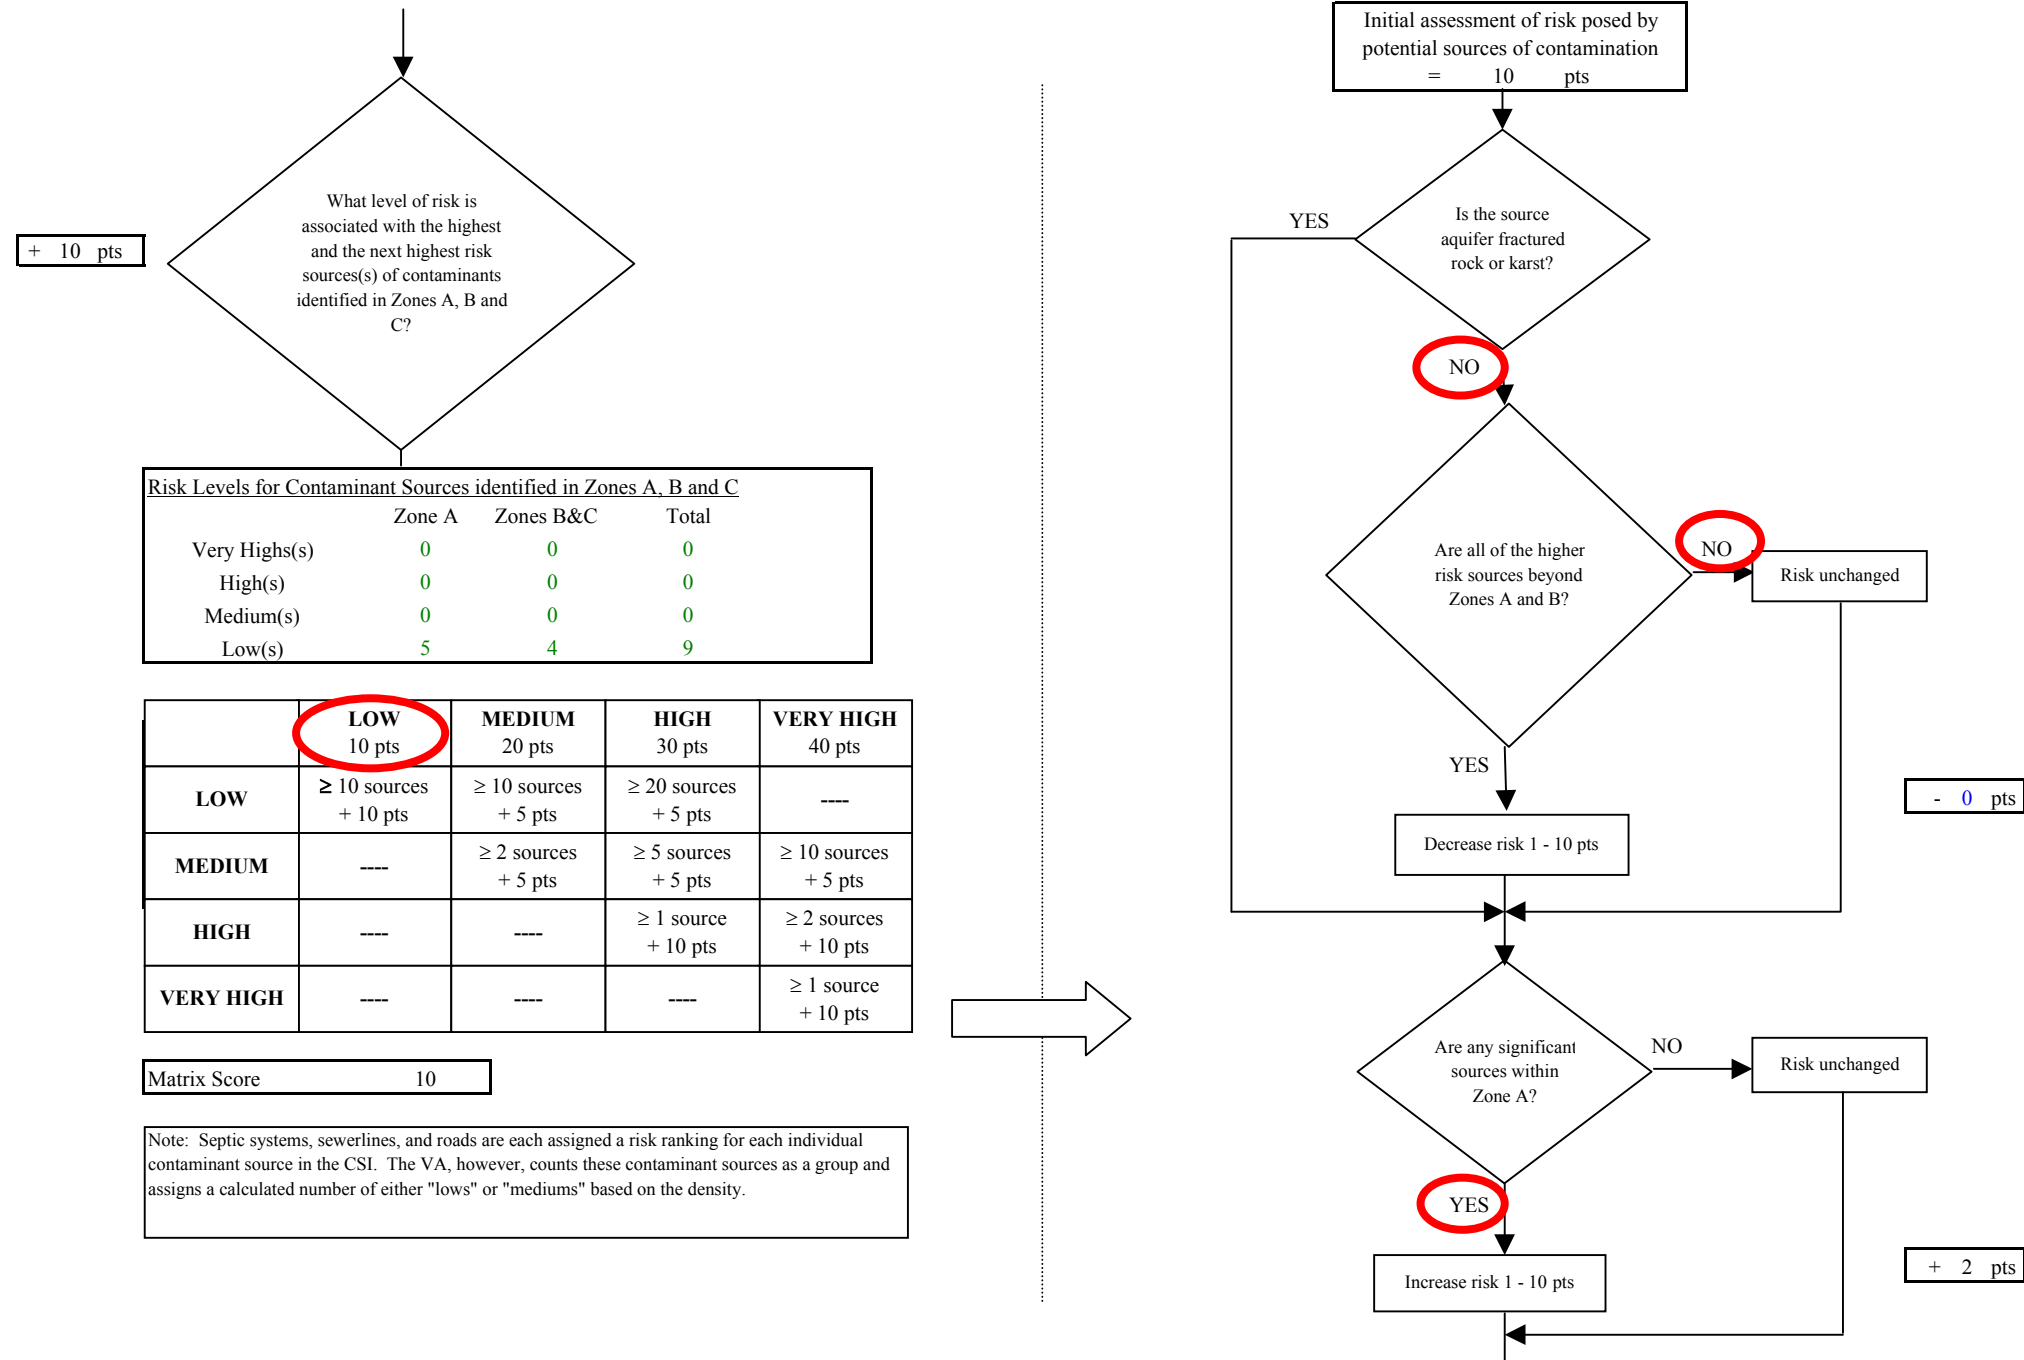 What level of risk is
associated with the highest
and the next highest risk
sources(s) of contaminants
identified in Zones A, B and
C?
+ 10 pts
Risk Levels for Contaminant Sources identified in Zones A, B and C
Zone A Zones B&C Total
Very Highs(s) 0 0 0
High(s) 0 0 0
Medium(s) 0 0 0
Low(s) 5 4 9
LOW MEDIUM HIGH VERY HIGH
10 pts 20 pts 30 pts 40 pts
LOW ≥ 10 sources ≥ 10 sources ≥ 20 sources ----
+ 10 pts + 5 pts + 5 pts
MEDIUM ---- ≥ 2 sources ≥ 5 sources ≥ 10 sources
+ 5 pts + 5 pts + 5 pts
HIGH ---- ---- ≥ 1 source ≥ 2 sources
+ 10 pts + 10 pts
VERY HIGH ---- ---- ---- ≥ 1 source
+ 10 pts
Matrix Score 10
Note: Septic systems, sewerlines, and roads are each assigned a risk ranking for each individual
contaminant source in the CSI. The VA, however, counts these contaminant sources as a group and
assigns a calculated number of either "lows" or "mediums" based on the density.
Initial assessment of risk posed by
potential sources of contamination
= 10 pts
YES
Is the source
aquifer fractured
rock or karst?
NO
Are all of the higher
risk sources beyond
Zones A and B?
NO
Risk unchanged
YES
- 0 pts
Decrease risk 1 - 10 pts
Are any significant
sources within
Zone A?
NO
Risk unchanged
YES
+ 2 pts
Increase risk 1 - 10 pts